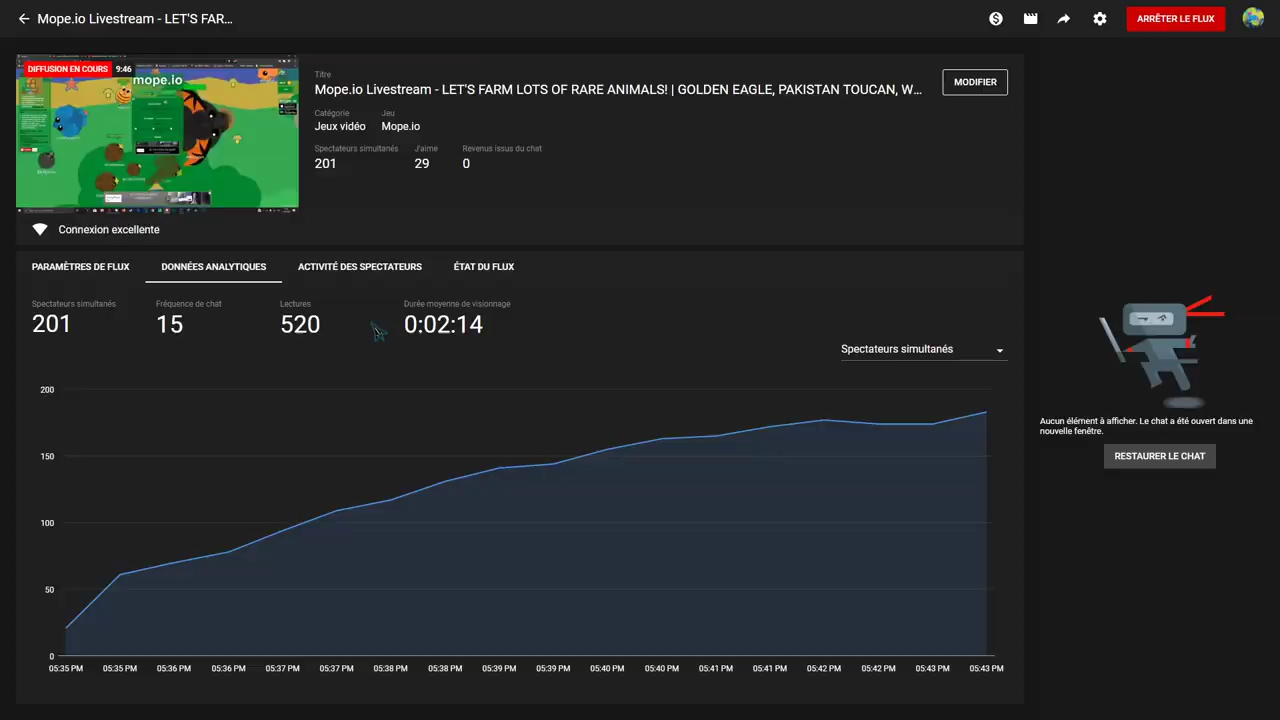 Mope.io Livestream - LET'S FAR...
ARRÊTER LE FLUX
DIFFUSION EN COURS 9:46
mope.io
Connexion excellente
Titre
Mope.io Livestream - LET'S FARM LOTS OF RARE ANIMALS! | GOLDEN EAGLE, PAKISTAN TOUCAN, W...
MODIFIER
Catégorie Jeu
Jeux vidéo Mope.io
Spectateurs simultanés J'aime Revenus issus du chat
201 29 0
PARAMÈTRES DE FLUX DONNÉES ANALYTIQUES ACTIVITÉ DES SPECTATEURS ÉTAT DU FLUX
Spectateurs simultanés Fréquence de chat Lectures Durée moyenne de visionnage
201 15 520 0:02:14
Spectateurs simultanés
200
150
100
50
0
05:35 PM 05:35 PM 05:36 PM 05:36 PM 05:37 PM 05:37 PM 05:38 PM 05:38 PM 05:39 PM 05:39 PM 05:40 PM 05:40 PM 05:41 PM 05:41 PM 05:42 PM 05:42 PM 05:43 PM 05:43 PM
Aucun élément à afficher. Le chat a été ouvert dans une
nouvelle fenêtre.
RESTAURER LE CHAT